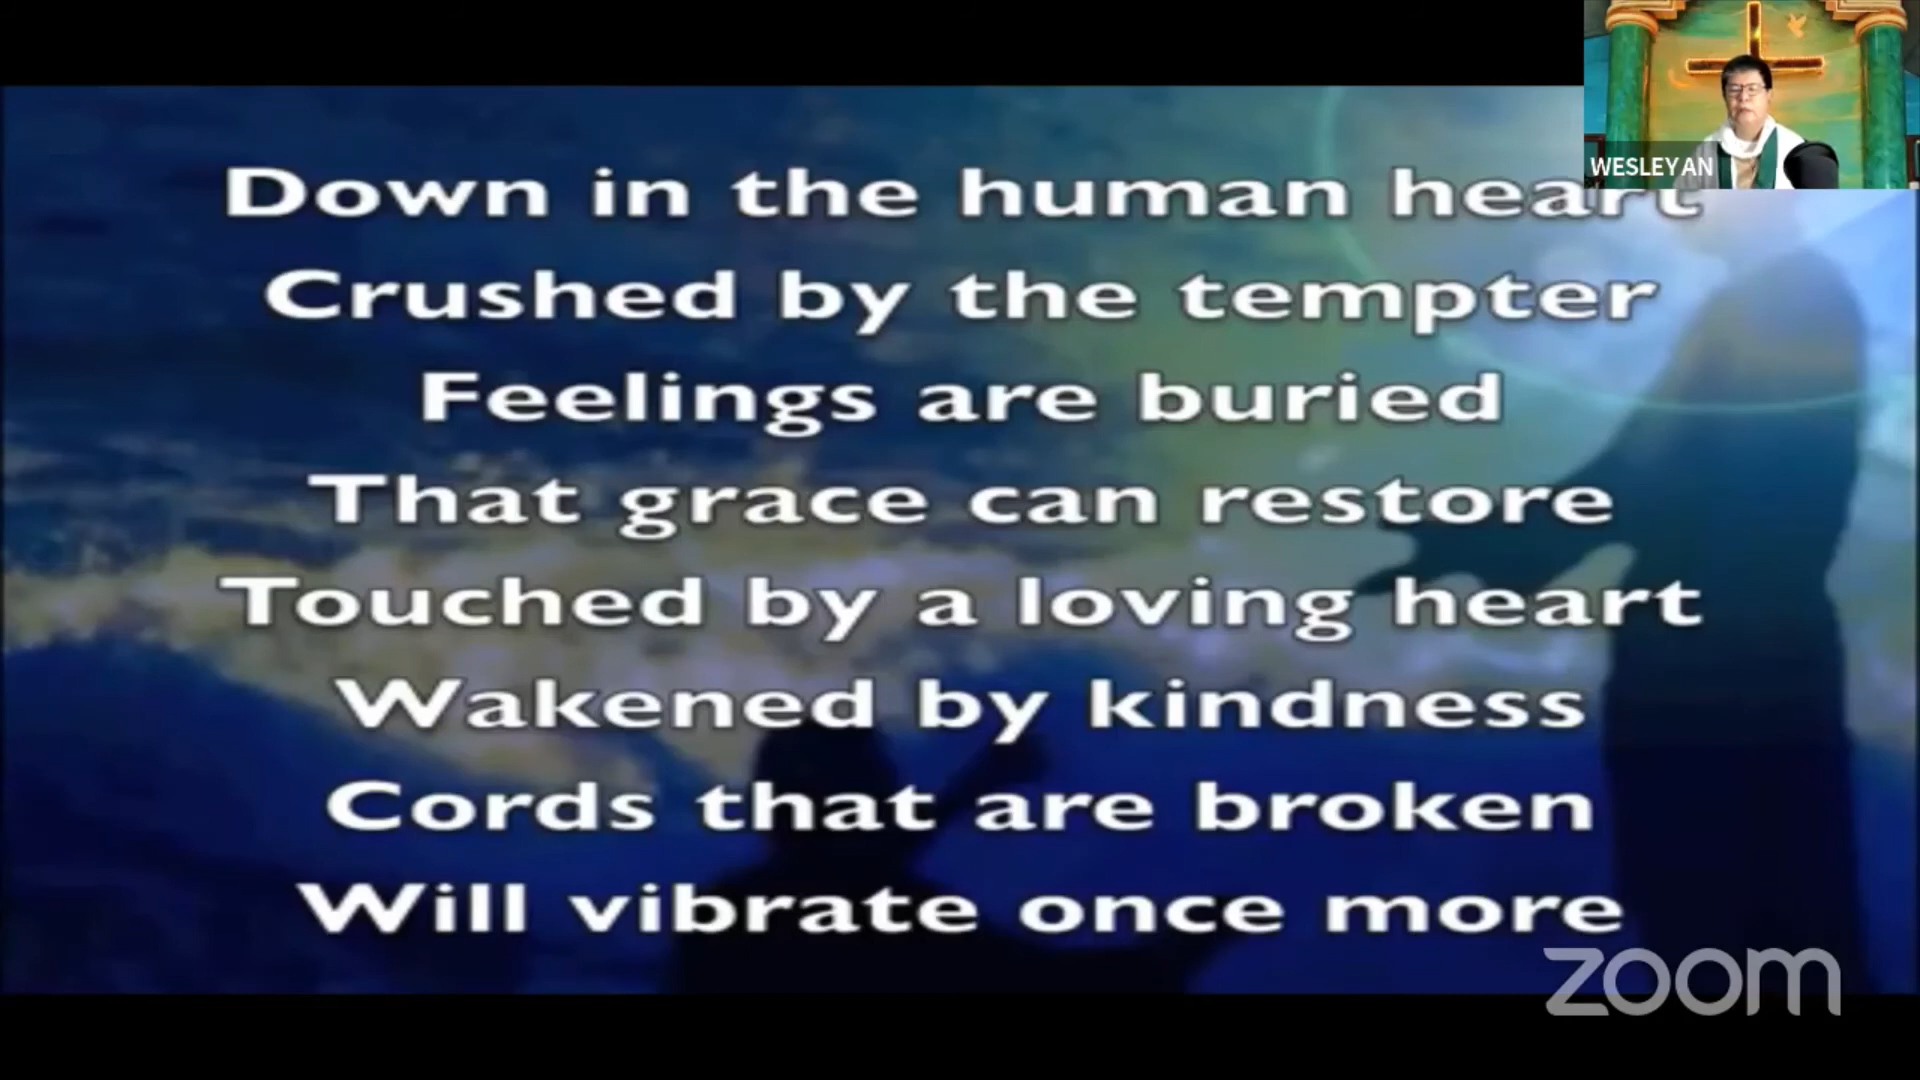 WESLEYAN
Down in the human heart
Crushed by the tempter
Feelings are buried
That grace can restore
Touched by a loving heart
Wakened by kindness
Cords that are broken
Will vibrate once more
zoom